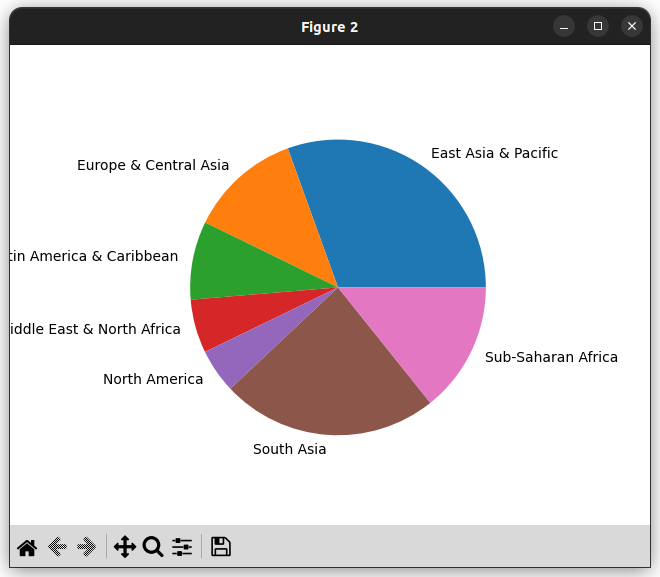 Figure 2
East Asia & Pacific
Europe & Central Asia
tin America & Caribbean
iddle East & North Africa
North America
Sub-Saharan Africa
South Asia